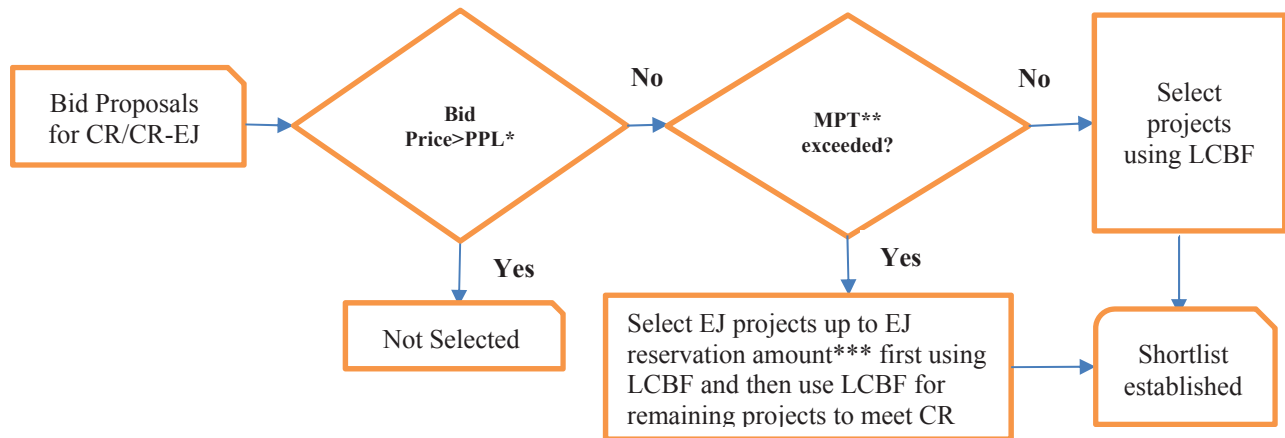 Bid Proposals
for CR/CR-EJ
Bid
Price>PPL*
No
MPT**
exceeded?
No
Select
projects
using LCBF
Yes
Not Selected
Yes
Select EJ projects up to EJ
reservation amount*** first using
LCBF and then use LCBF for
remaining projects to meet CR
Shortlist
established